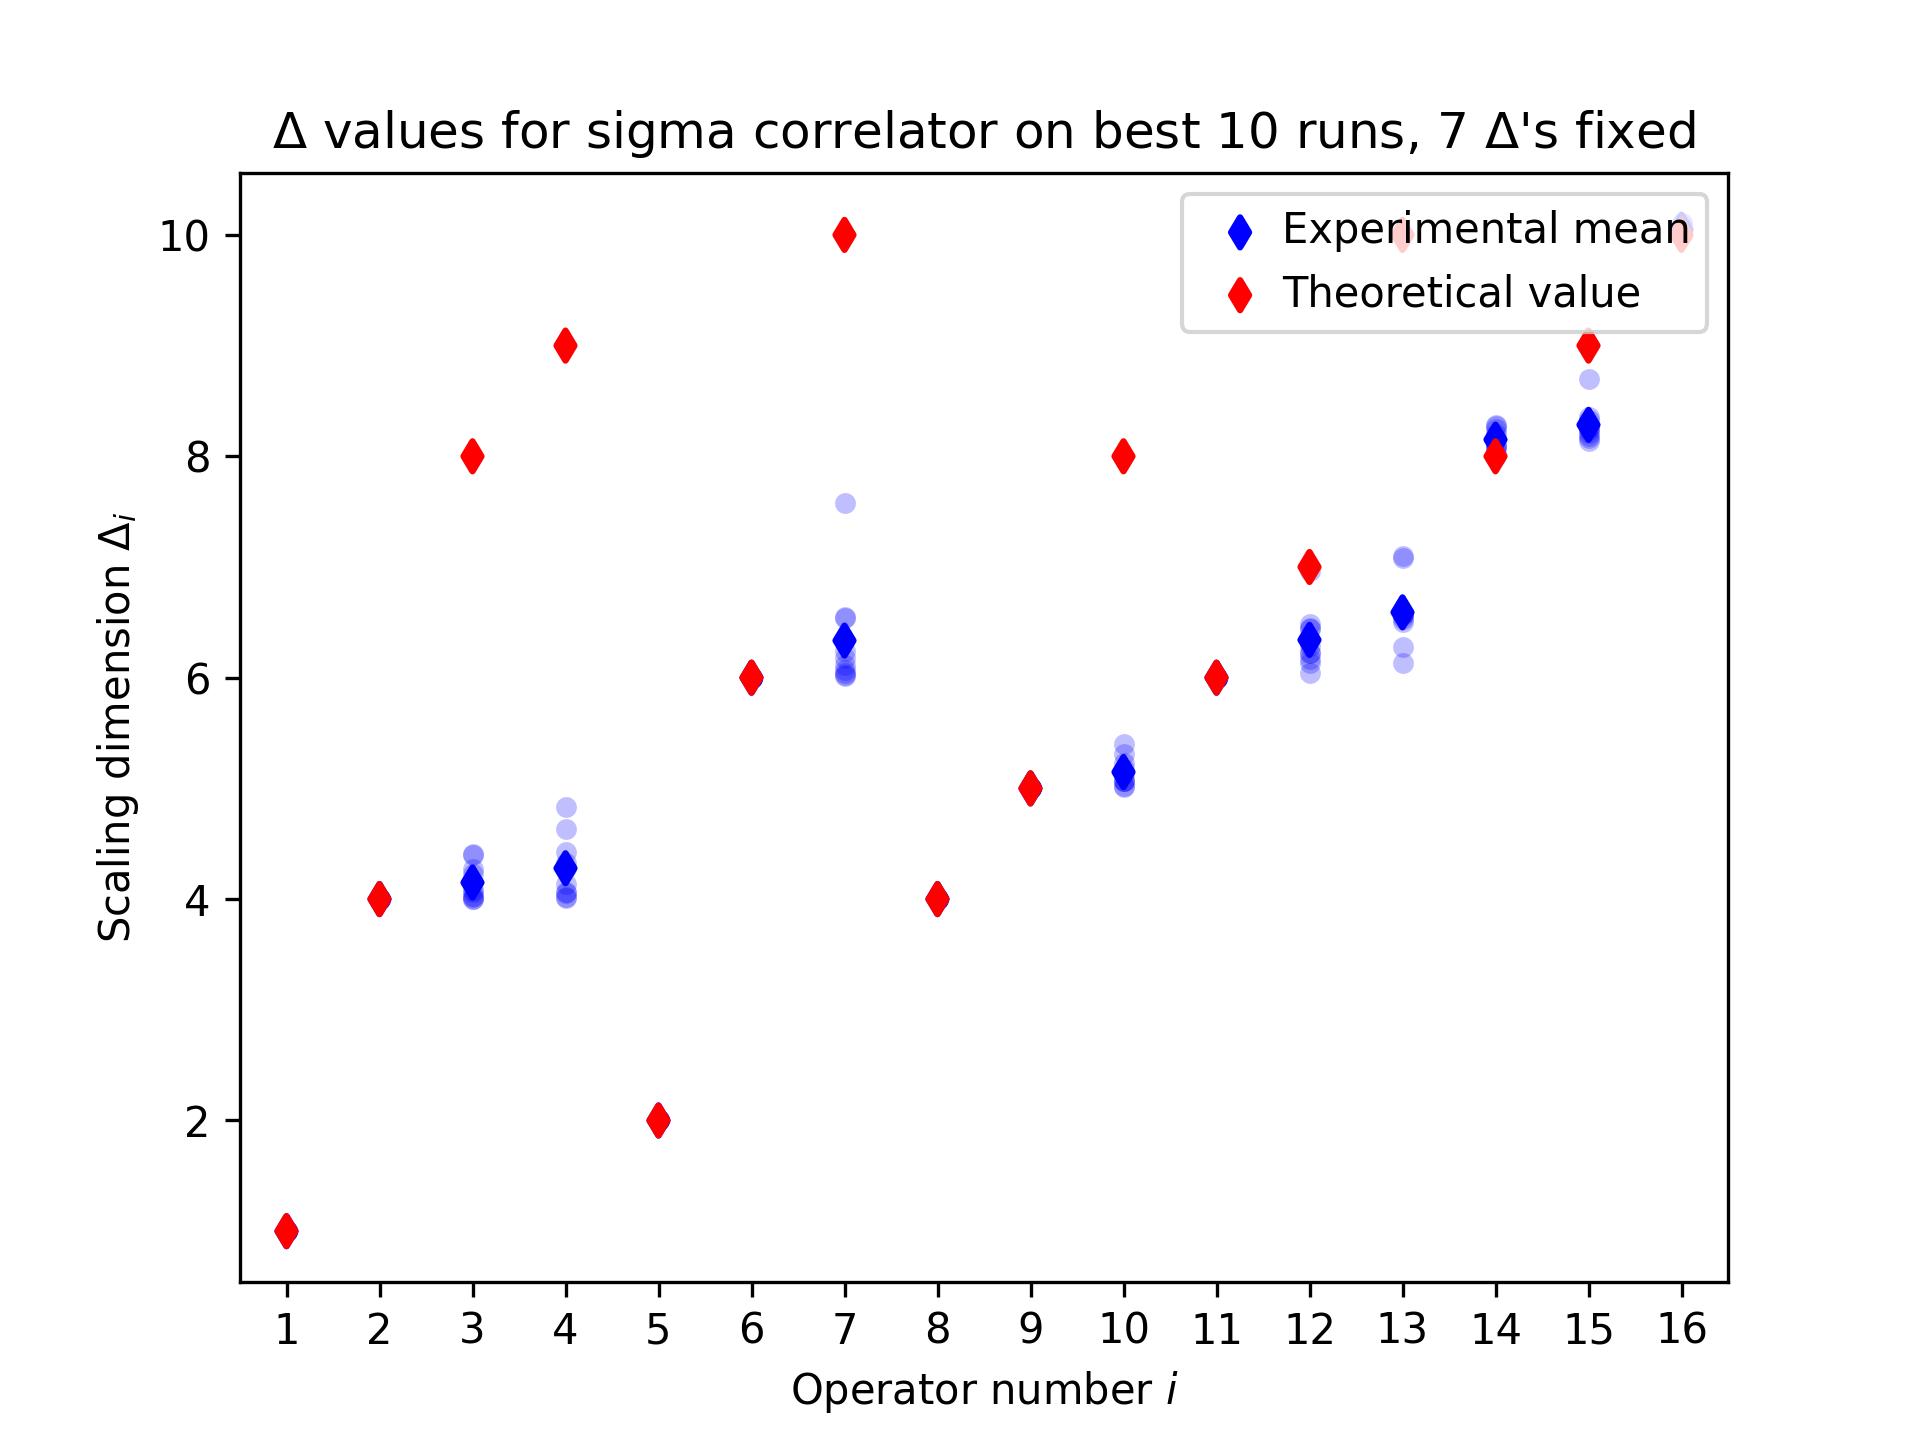 Δ values for sigma correlator on best 10 runs, 7 Δ's fixed
Experimental mean
Theoretical value
10
8
6
4
2
Scaling dimension Δᵢ
1 2 3 4 5 6 7 8 9 10 11 12 13 14 15 16
Operator number i